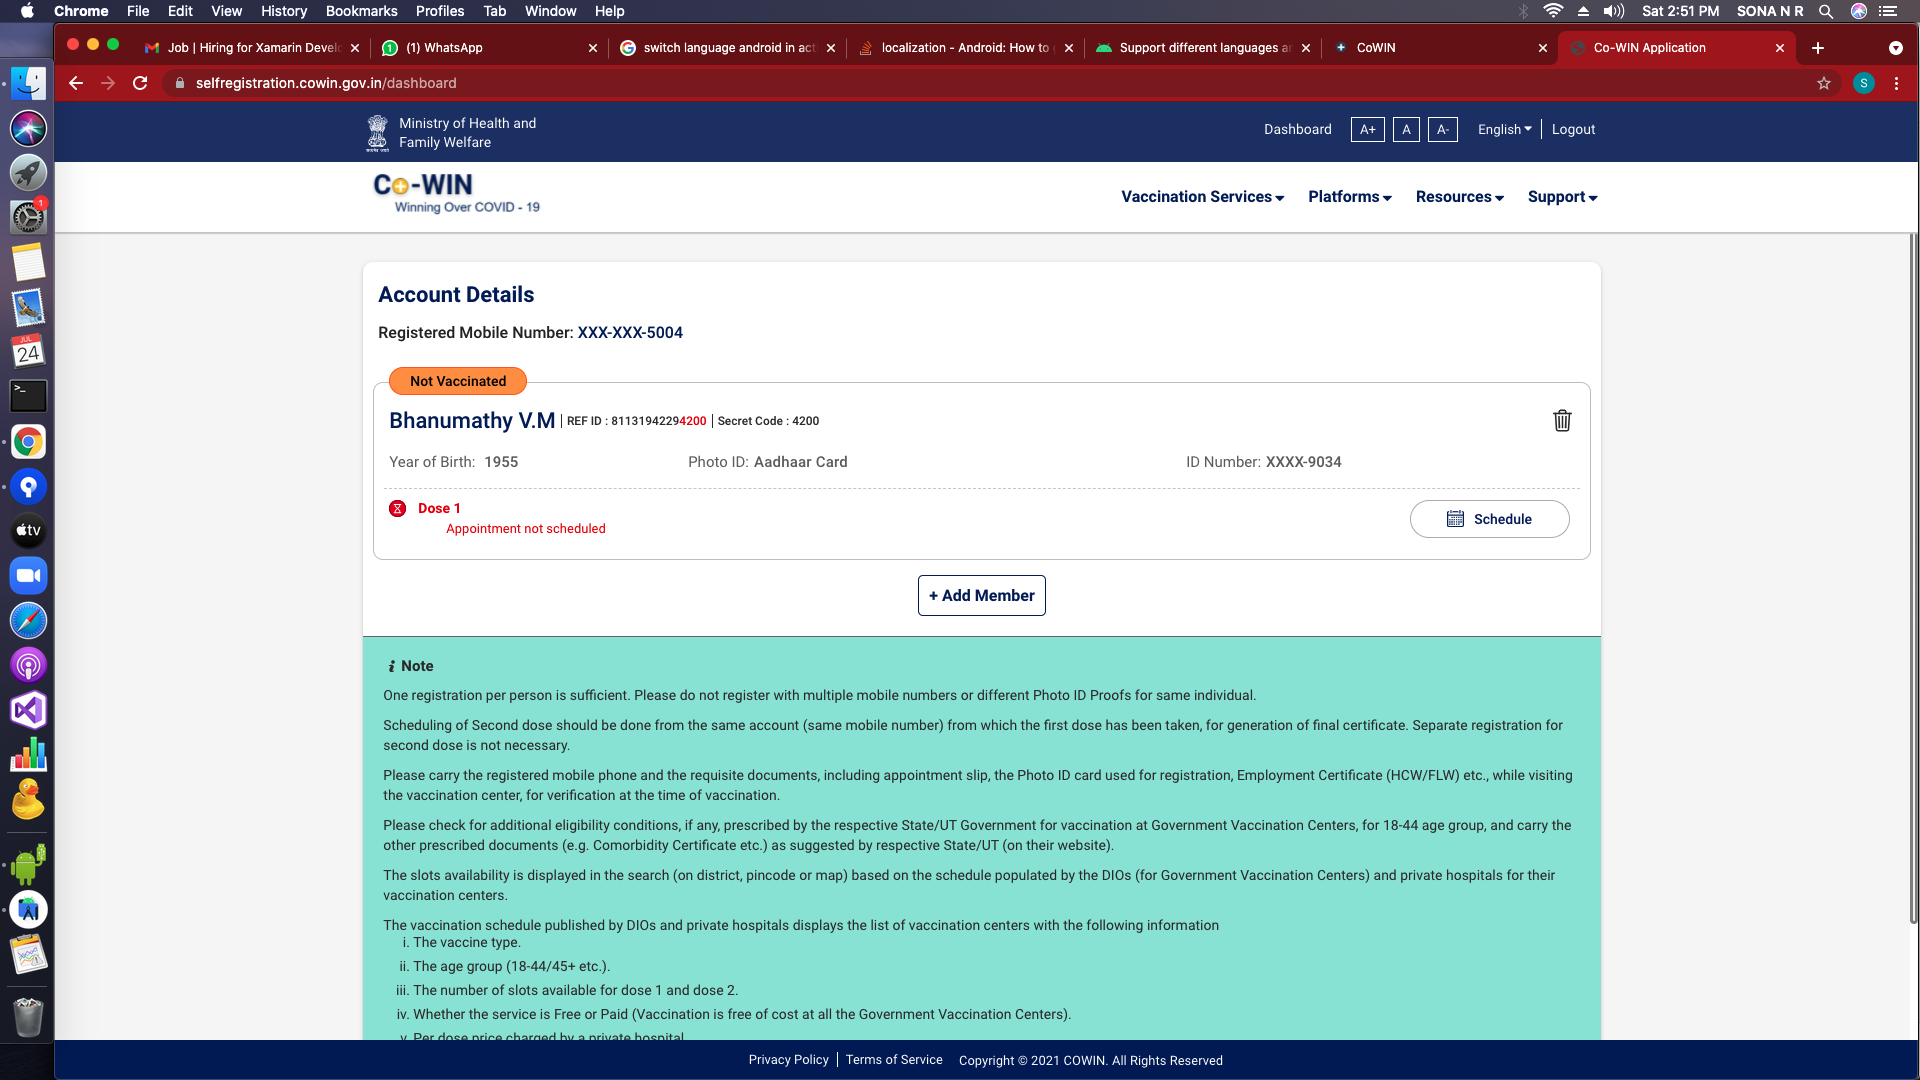 Chrome File Edit View History Bookmarks Profiles Tab Window Help Sat 2:51 PM SONA N R
Job | Hiring for Xamarin Develo (1) WhatsApp switch language android in act localization - Android: How to Support different languages CoWIN Co-WIN Application
selfregistration.cowin.gov.in/dashboard S
Ministry of Health and
Family Welfare
Dashboard A+ A A- English Logout
Co-WIN
Winning Over COVID - 19
Vaccination Services Platforms Resources Support
Account Details
Registered Mobile Number: XXX-XXX-5004
Not Vaccinated
Bhanumathy V.M | REF ID : 81131942294200 | Secret Code : 4200
Year of Birth: 1955 Photo ID: Aadhaar Card ID Number: XXXX-9034
Dose 1
Appointment not scheduled
Schedule
+ Add Member
i Note
One registration per person is sufficient. Please do not register with multiple mobile numbers or different Photo ID Proofs for same individual.
Scheduling of Second dose should be done from the same account (same mobile number) from which the first dose has been taken, for generation of final certificate. Separate registration for
second dose is not necessary.
Please carry the registered mobile phone and the requisite documents, including appointment slip, the Photo ID card used for registration, Employment Certificate (HCW/FLW) etc., while visiting
the vaccination center, for verification at the time of vaccination.
Please check for additional eligibility conditions, if any, prescribed by the respective State/UT Government for vaccination at Government Vaccination Centers, for 18-44 age group, and carry the
other prescribed documents (e.g. Comorbidity Certificate etc.) as suggested by respective State/UT (on their website).
The slots availability is displayed in the search (on district, pincode or map) based on the schedule populated by the DIOs (for Government Vaccination Centers) and private hospitals for their
vaccination centers.
The vaccination schedule published by DIOs and private hospitals displays the list of vaccination centers with the following information
i. The vaccine type.
ii. The age group (18-44/45+ etc.).
iii. The number of slots available for dose 1 and dose 2.
iv. Whether the service is Free or Paid (Vaccination is free of cost at all the Government Vaccination Centers).
v. Per dose price charged by a private hospital
Privacy Policy | Terms of Service Copyright © 2021 COWIN. All Rights Reserved
1
JUL
24
tv